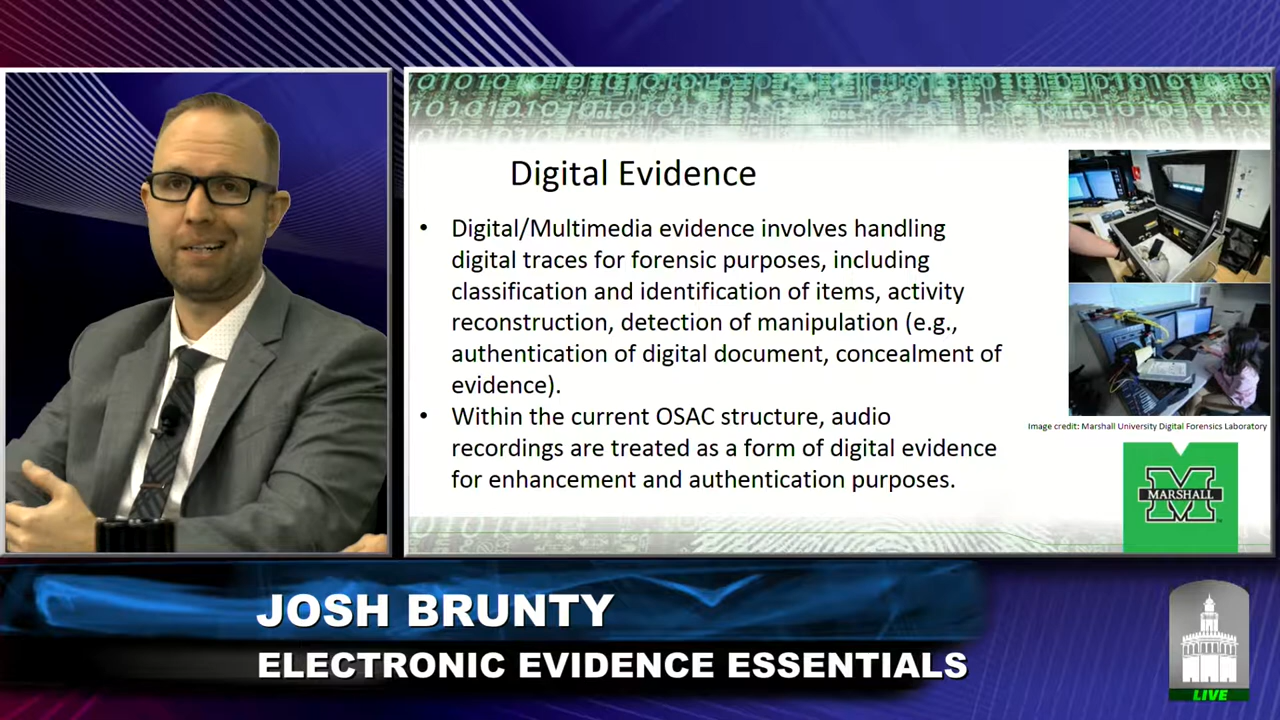 Digital Evidence
• Digital/Multimedia evidence involves handling
digital traces for forensic purposes, including
classification and identification of items, activity
reconstruction, detection of manipulation (e.g.,
authentication of digital document, concealment of
evidence).
• Within the current OSAC structure, audio
recordings are treated as a form of digital evidence
for enhancement and authentication purposes.
Image credit: Marshall University Digital Forensics Laboratory
MARSHALL
JOSH BRUNTY
ELECTRONIC EVIDENCE ESSENTIALS
LIVE